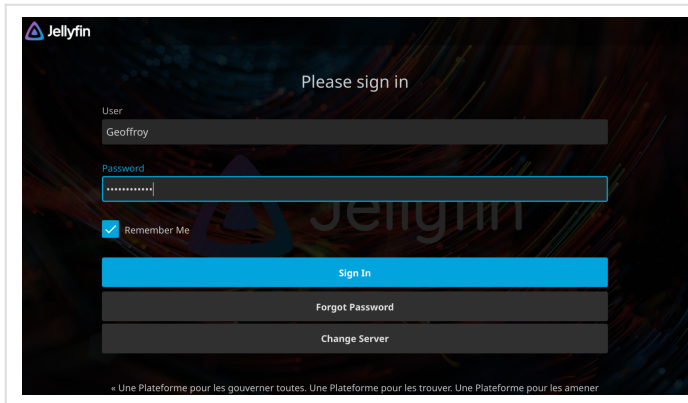 Jellyfin
Please sign in
User
Geoffroy
Password
••••••••••••
Jellyfin
Remember Me
Sign In
Forgot Password
Change Server
« Une Plateforme pour les gouverner toutes. Une Plateforme pour les trouver. Une Plateforme pour les amener